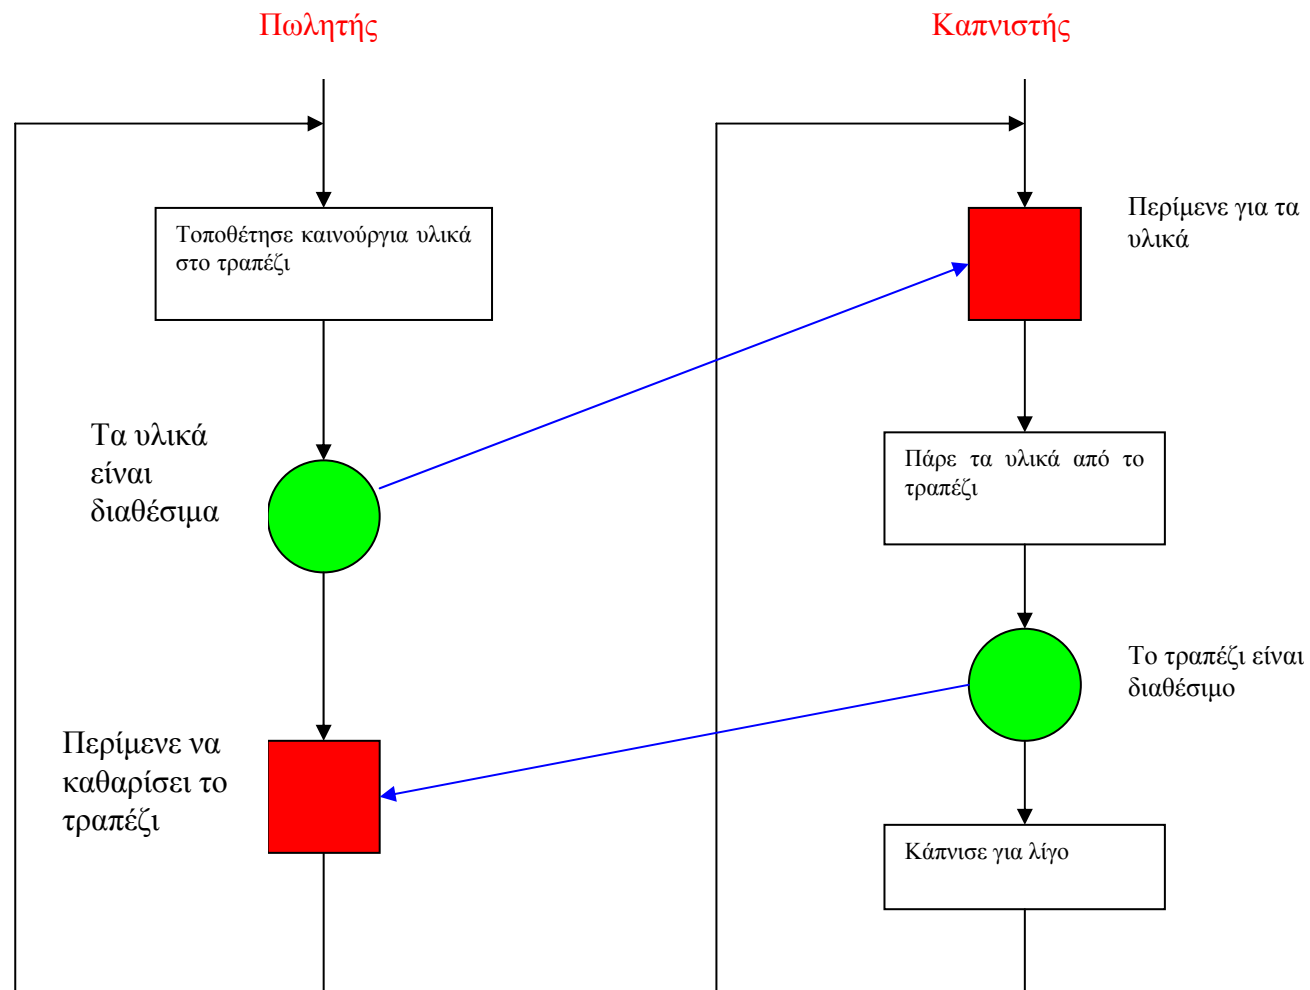 Πωλητής
Καπνιστής
Τοποθέτησε καινούργια υλικά
στο τραπέζι
Περίμενε για τα
υλικά
Τα υλικά
είναι
διαθέσιμα
Πάρε τα υλικά από το
τραπέζι
Το τραπέζι είναι
διαθέσιμο
Περίμενε να
καθαρίσει το
τραπέζι
Κάπνισε για λίγο